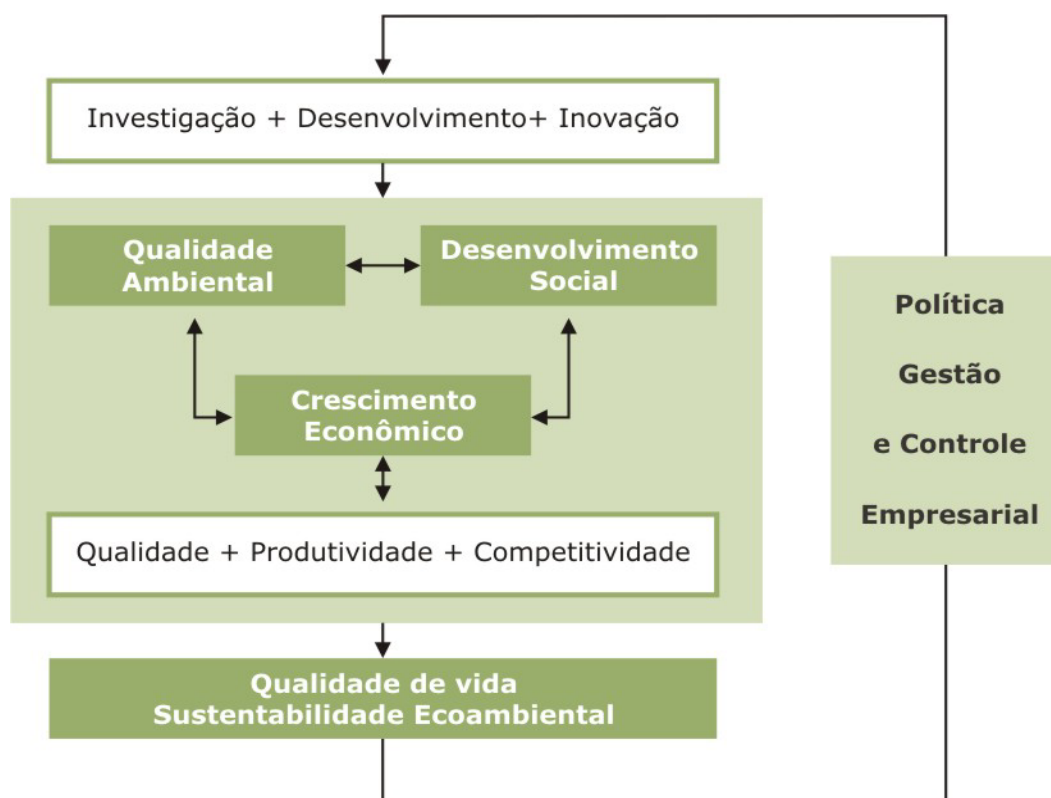 Investigação + Desenvolvimento+ Inovação
Qualidade
Ambiental
Desenvolvimento
Social
Crescimento
Econômico
Qualidade + Produtividade + Competitividade
Qualidade de vida
Sustentabilidade Ecoambiental
Política
Gestão
e Controle
Empresarial